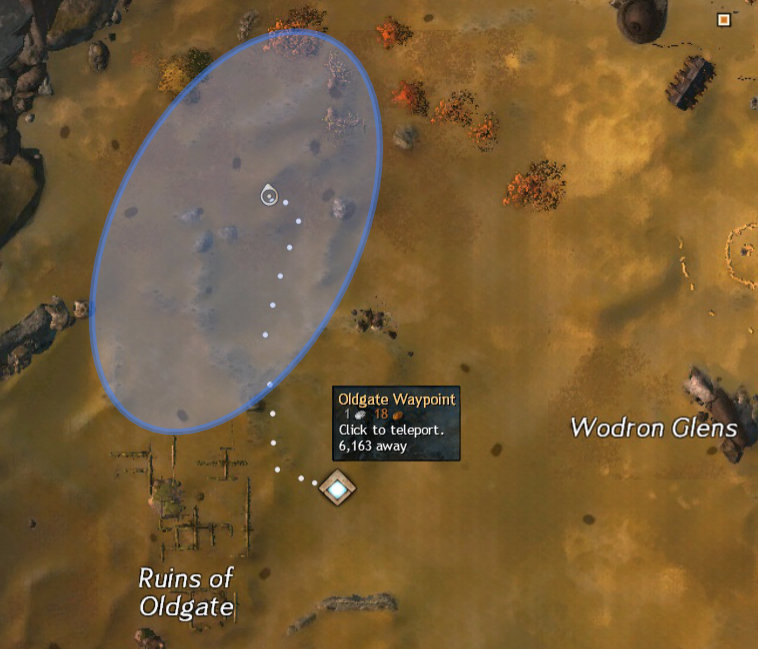 Oldgate Waypoint
1 18
Click to teleport.
6,163 away
Wodron Glens
Ruins of
Oldgate